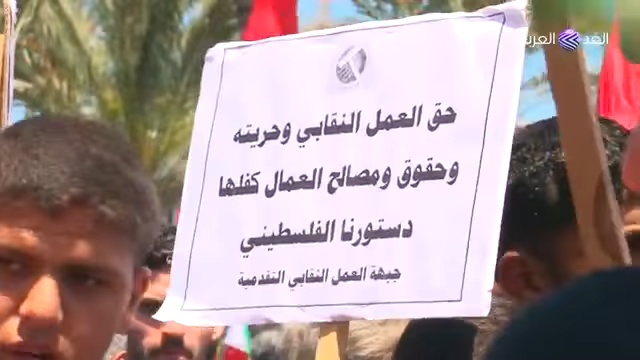 الغد العربي
حق العمل النقابي وحريته
وحقوق ومصالح العمال كفلها
دستورنا الفلسطيني
جبهة العمل النقابي التقدمية